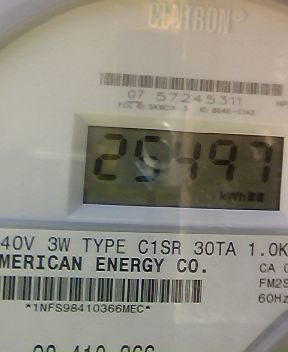 CENTRON®
07 57245311
25497
kWh
40V 3W TYPE C1SR 30TA 1.0K
MERICAN ENERGY CO.
CA 0
FM2S
60Hz
*1NFS98410366MEC*